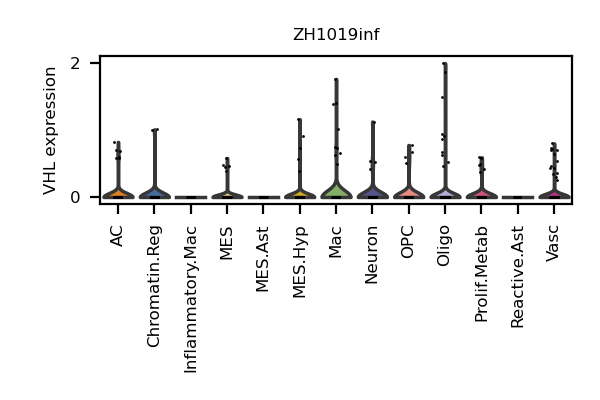 ZH1019inf
VHL expression
2
0
AC
Chromatin.Reg
Inflammatory.Mac
MES
MES.Ast
MES.Hyp
Mac
Neuron
OPC
Oligo
Prolif.Metab
Reactive.Ast
Vasc